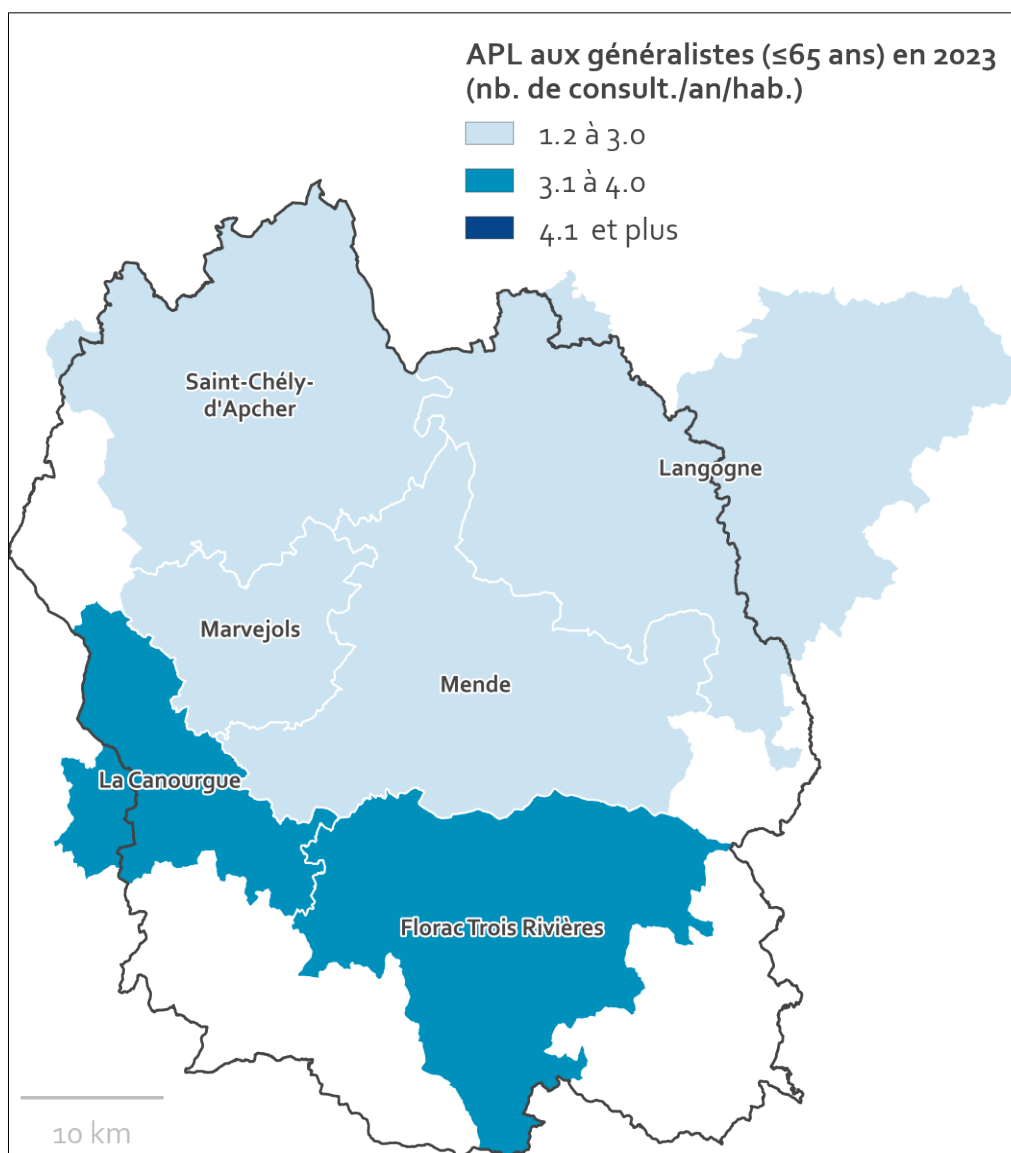 APL aux généralistes (≤65 ans) en 2023
(nb. de consult./an/hab.)
1.2 à 3.0
3.1 à 4.0
4.1 et plus
Saint-Chély-
d'Apcher
Langogne
Marvejols
Mende
La Canourgue
Florac Trois Rivières
10 km